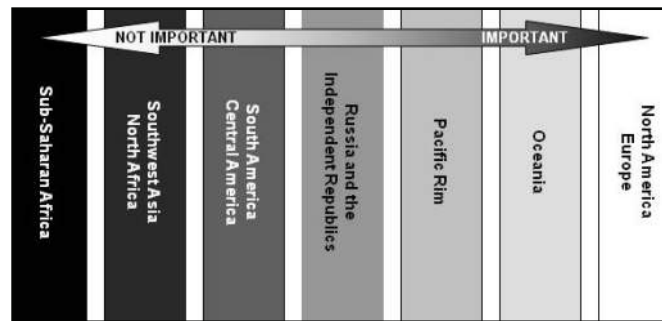 NOT IMPORTANT
IMPORTANT
Sub-Saharan Africa
Southwest Asia
North Africa
South America
Central America
Russia and the
Independent Republics
Pacific Rim
Oceania
North America
Europe